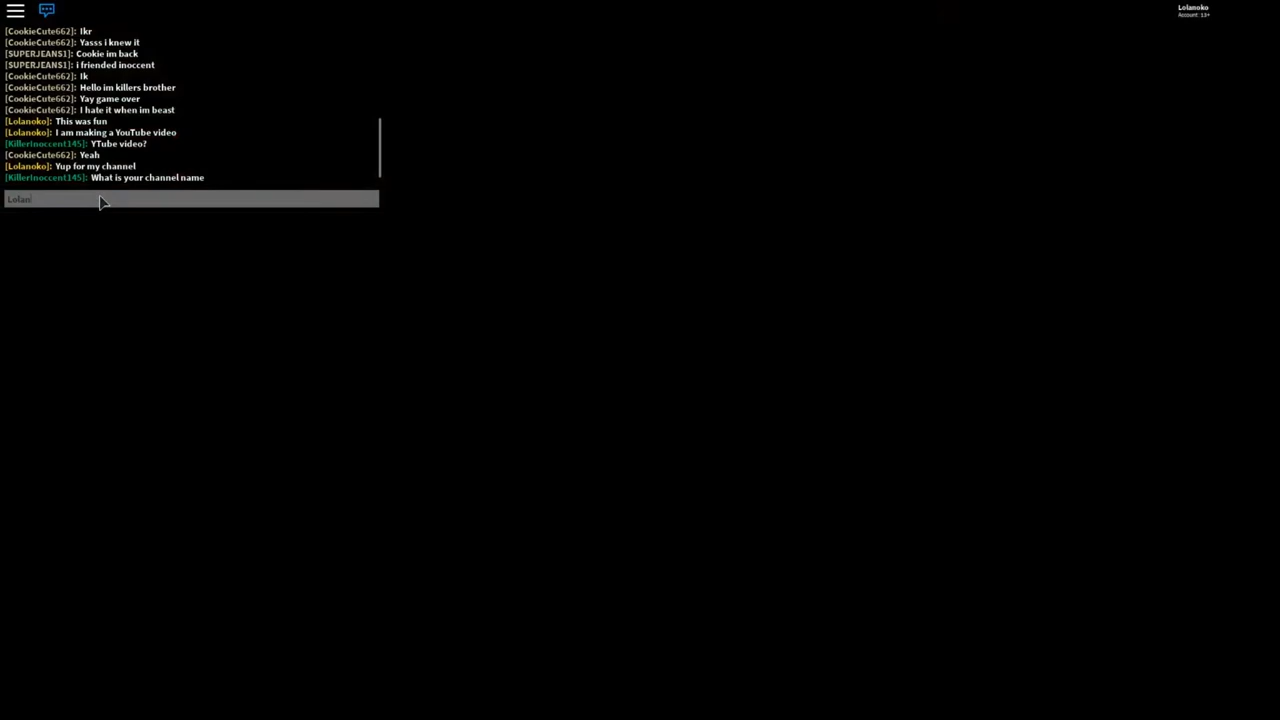 Lolanoko
Account: 13+
[CookieCute662]: Ikr
[CookieCute662]: Yasss i knew it
[SUPERJEANS1]: Cookie im back
[SUPERJEANS1]: i friended inoccent
[CookieCute662]: Ik
[CookieCute662]: Hello im killers brother
[CookieCute662]: Yay game over
[CookieCute662]: I hate it when im beast
[Lolanoko]: This was fun
[Lolanoko]: I am making a YouTube video
[KillerInoccent145]: YTube video?
[CookieCute662]: Yeah
[Lolanoko]: Yup for my channel
[KillerInoccent145]: What is your channel name
Lolan